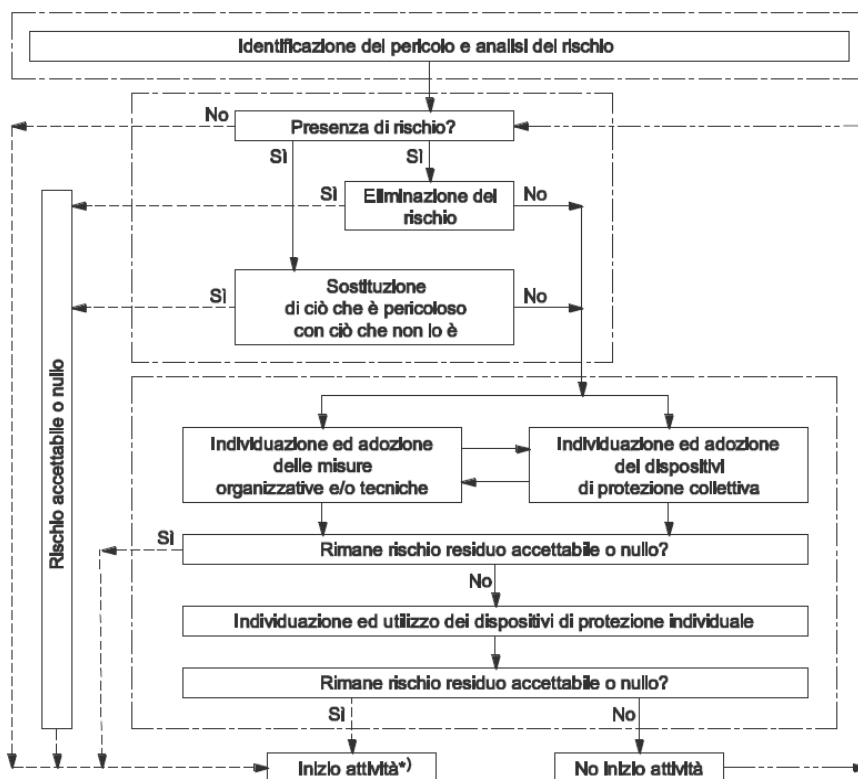 Identificazione del pericolo e analisi del rischio
No
Presenza di rischio?
Sì
Sì
Sì
Eliminazione del
rischio
No
Sì
Sostituzione
di ciò che è pericoloso
con ciò che non lo è
No
Rischio accettabile o nullo
Individuazione ed adozione
delle misure
organizzative e/o tecniche
Individuazione ed adozione
dei dispositivi
di protezione collettiva
Sì
Rimane rischio residuo accettabile o nullo?
No
Individuazione ed utilizzo dei dispositivi di protezione individuale
Rimane rischio residuo accettabile o nullo?
Sì
No
Inizio attività*)
No inizio attività